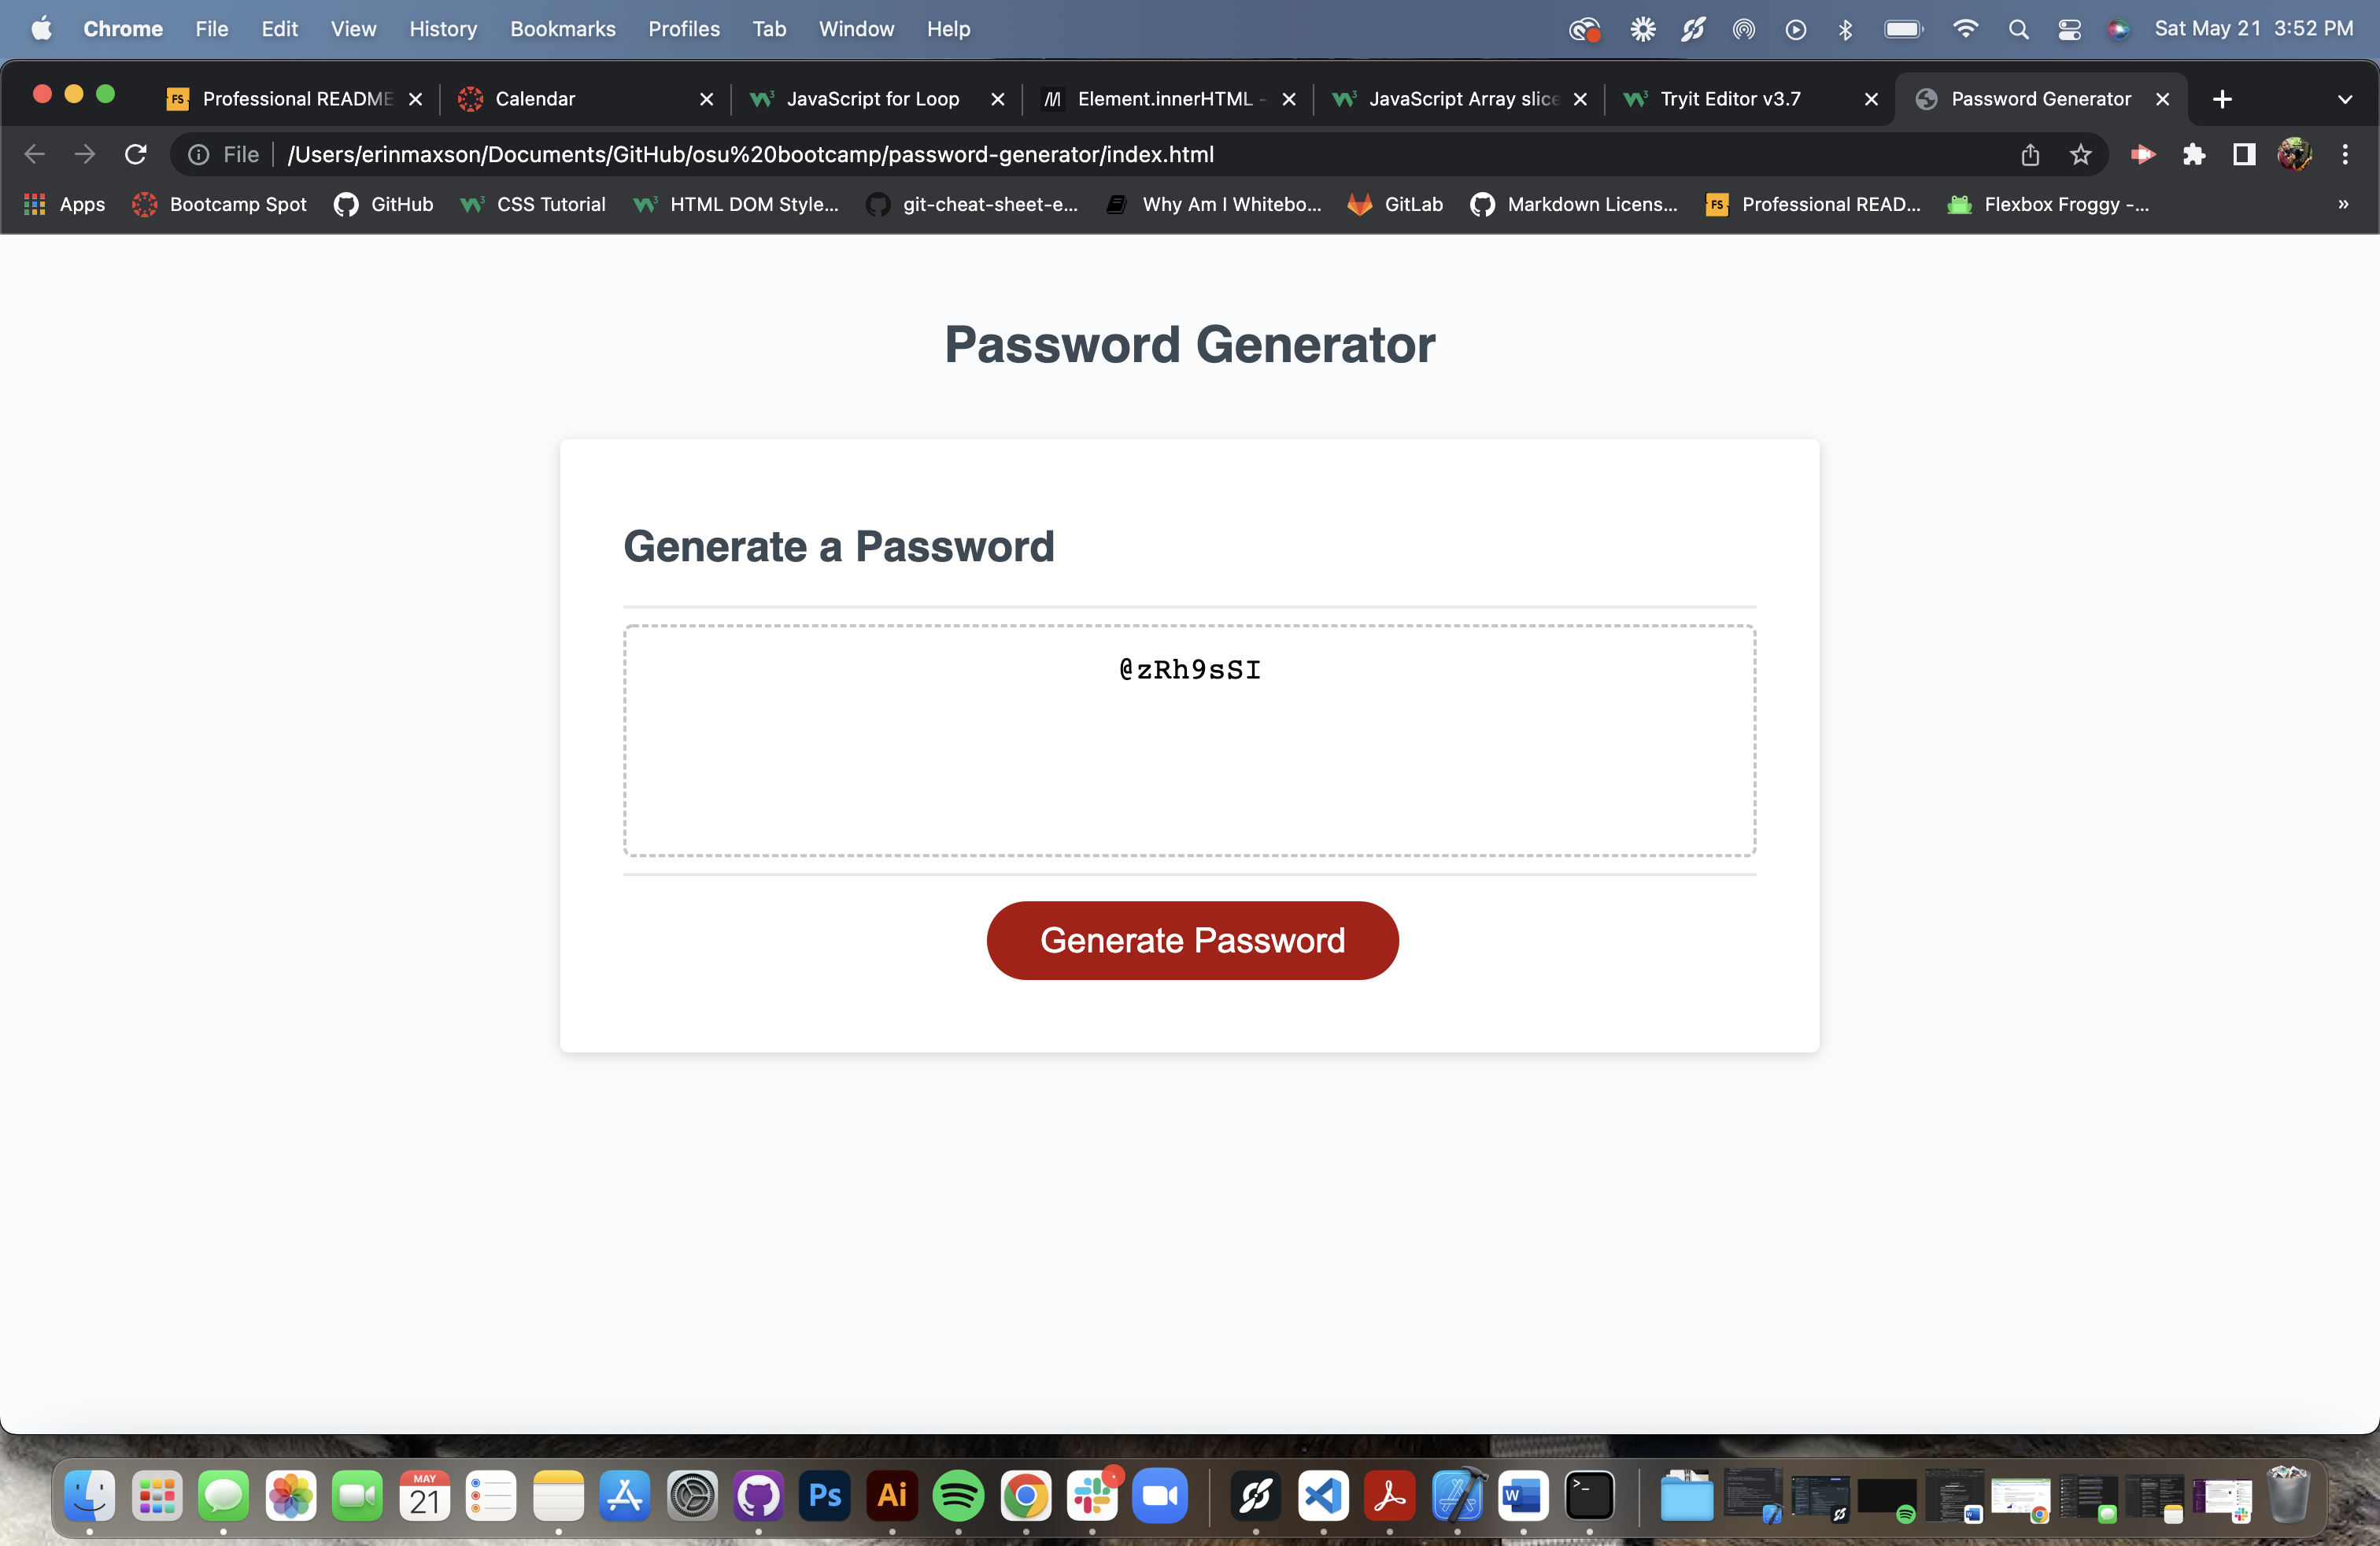 Chrome File Edit View History Bookmarks Profiles Tab Window Help Sat May 21 3:52 PM
FS Professional README Calendar JavaScript for Loop Element.innerHTML - JavaScript Array slice Tryit Editor v3.7 Password Generator
File /Users/erinmaxson/Documents/GitHub/osu%20bootcamp/password-generator/index.html
Apps Bootcamp Spot GitHub CSS Tutorial HTML DOM Style... git-cheat-sheet-e... Why Am I Whitebo... GitLab Markdown Licens... FS Professional READ... Flexbox Froggy -... »
Password Generator
Generate a Password
@zRh9sSI
Generate Password
MAY
21
Ps
Ai
W
>_